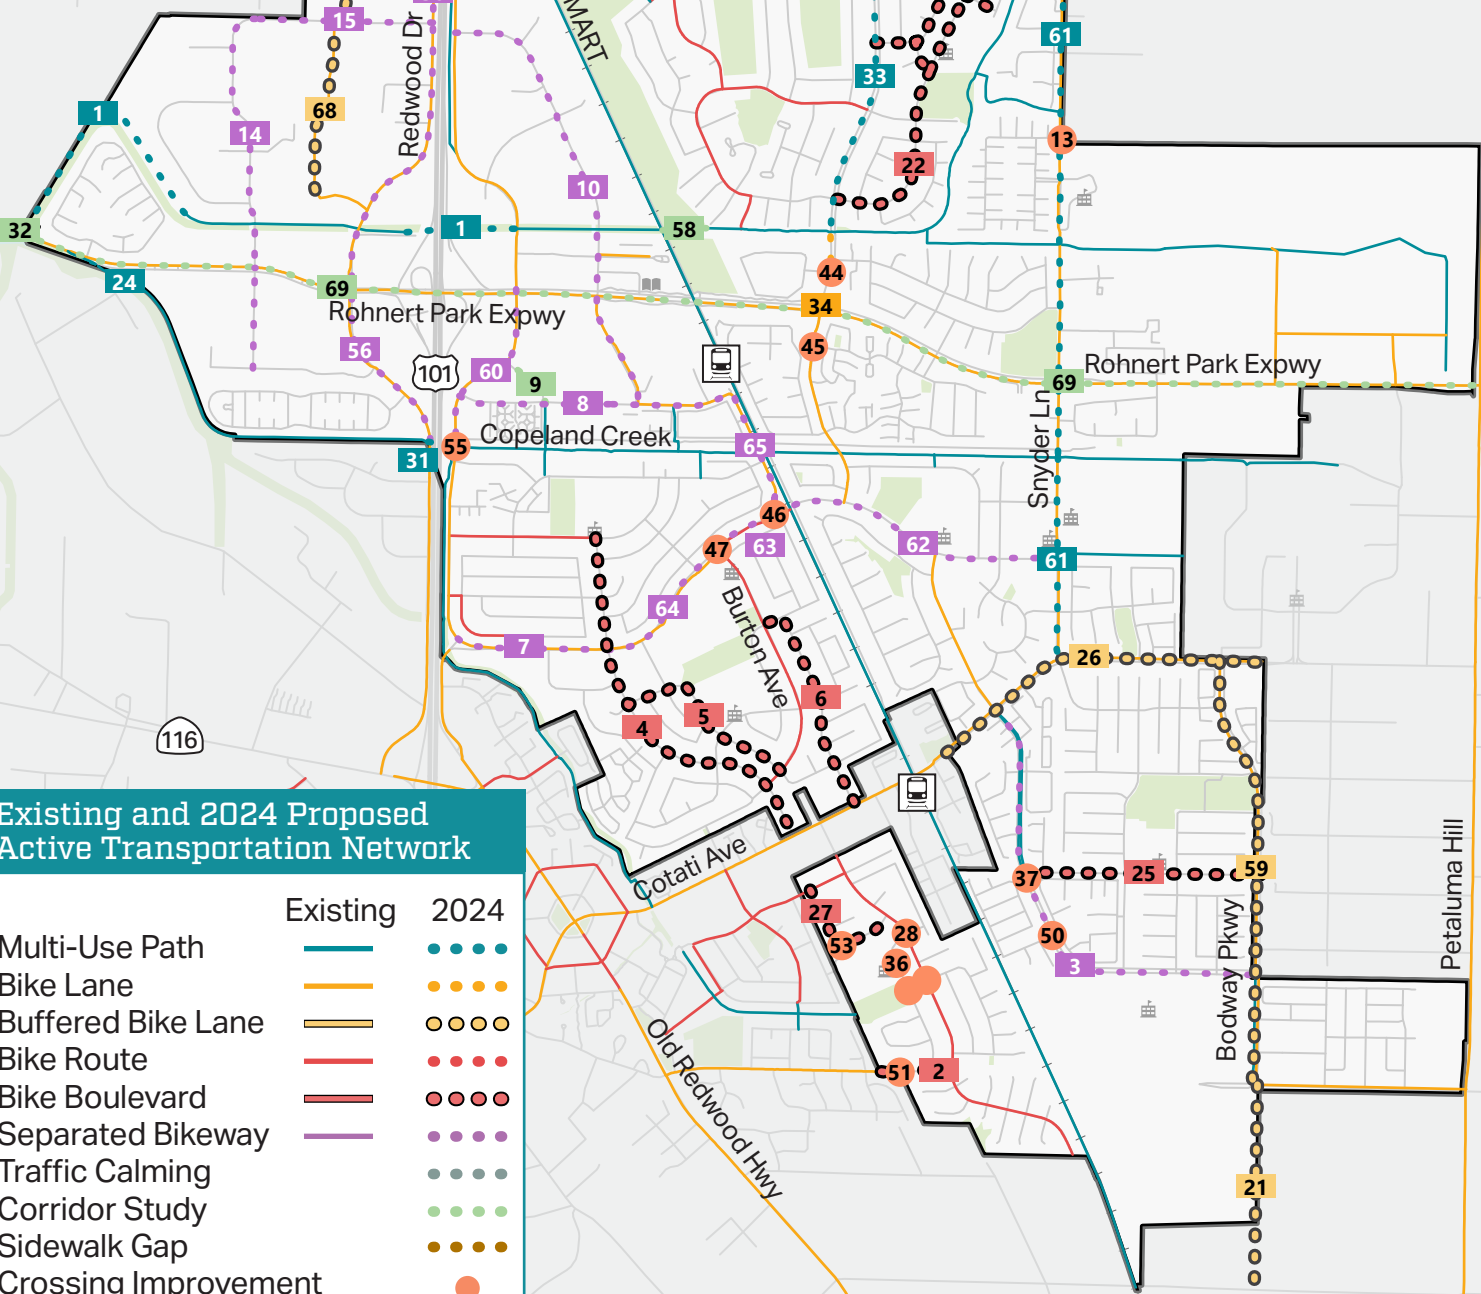 MART
61
15
Redwood Dr
33
68
1
14
13
22
10
32
1
58
24
69
44
34
Rohnert Park Expwy
45
56
101
60
9
8
Rohnert Park Expwy
69
Copeland Creek
55
31
65
Snyder Ln
46
47
63
62
61
64
Burton Ave
7
26
6
5
4
116
Existing and 2024 Proposed
Active Transportation Network
Cotati Ave
37
25
59
Petaluma Hill
27
53
28
36
50
3
Bodway Pkwy
Old Redwood Hwy
51
2
21
Existing 2024
Multi-Use Path
Bike Lane
Buffered Bike Lane
Bike Route
Bike Boulevard
Separated Bikeway
Traffic Calming
Corridor Study
Sidewalk Gap
Crossing Improvement